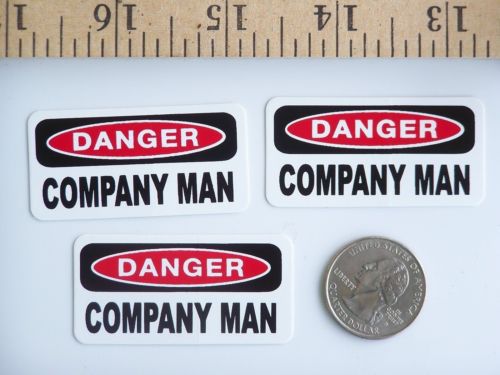 16 15 14 13
DANGER
COMPANY MAN
DANGER
COMPANY MAN
DANGER
COMPANY MAN
UNITED STATES OF AMERICA
LIBERTY
QUARTER DOLLAR